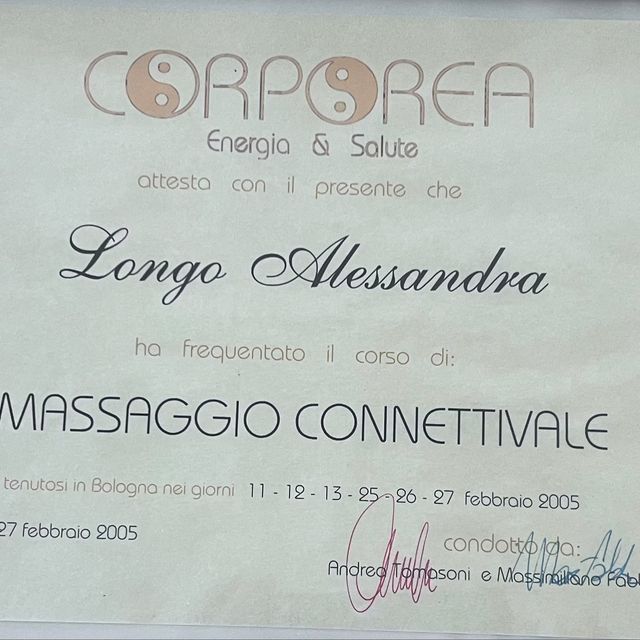 CORPOREA
Energia & Salute
attesta con il presente che
Longo Alessandra
ha frequentato il corso di:
MASSAGGIO CONNETTIVALE
tenutosi in Bologna nei giorni 11 - 12 - 13 - 25 - 26 - 27 febbraio 2005
27 febbraio 2005
condotto da:
Andrea Tomasoni e Massimiliano